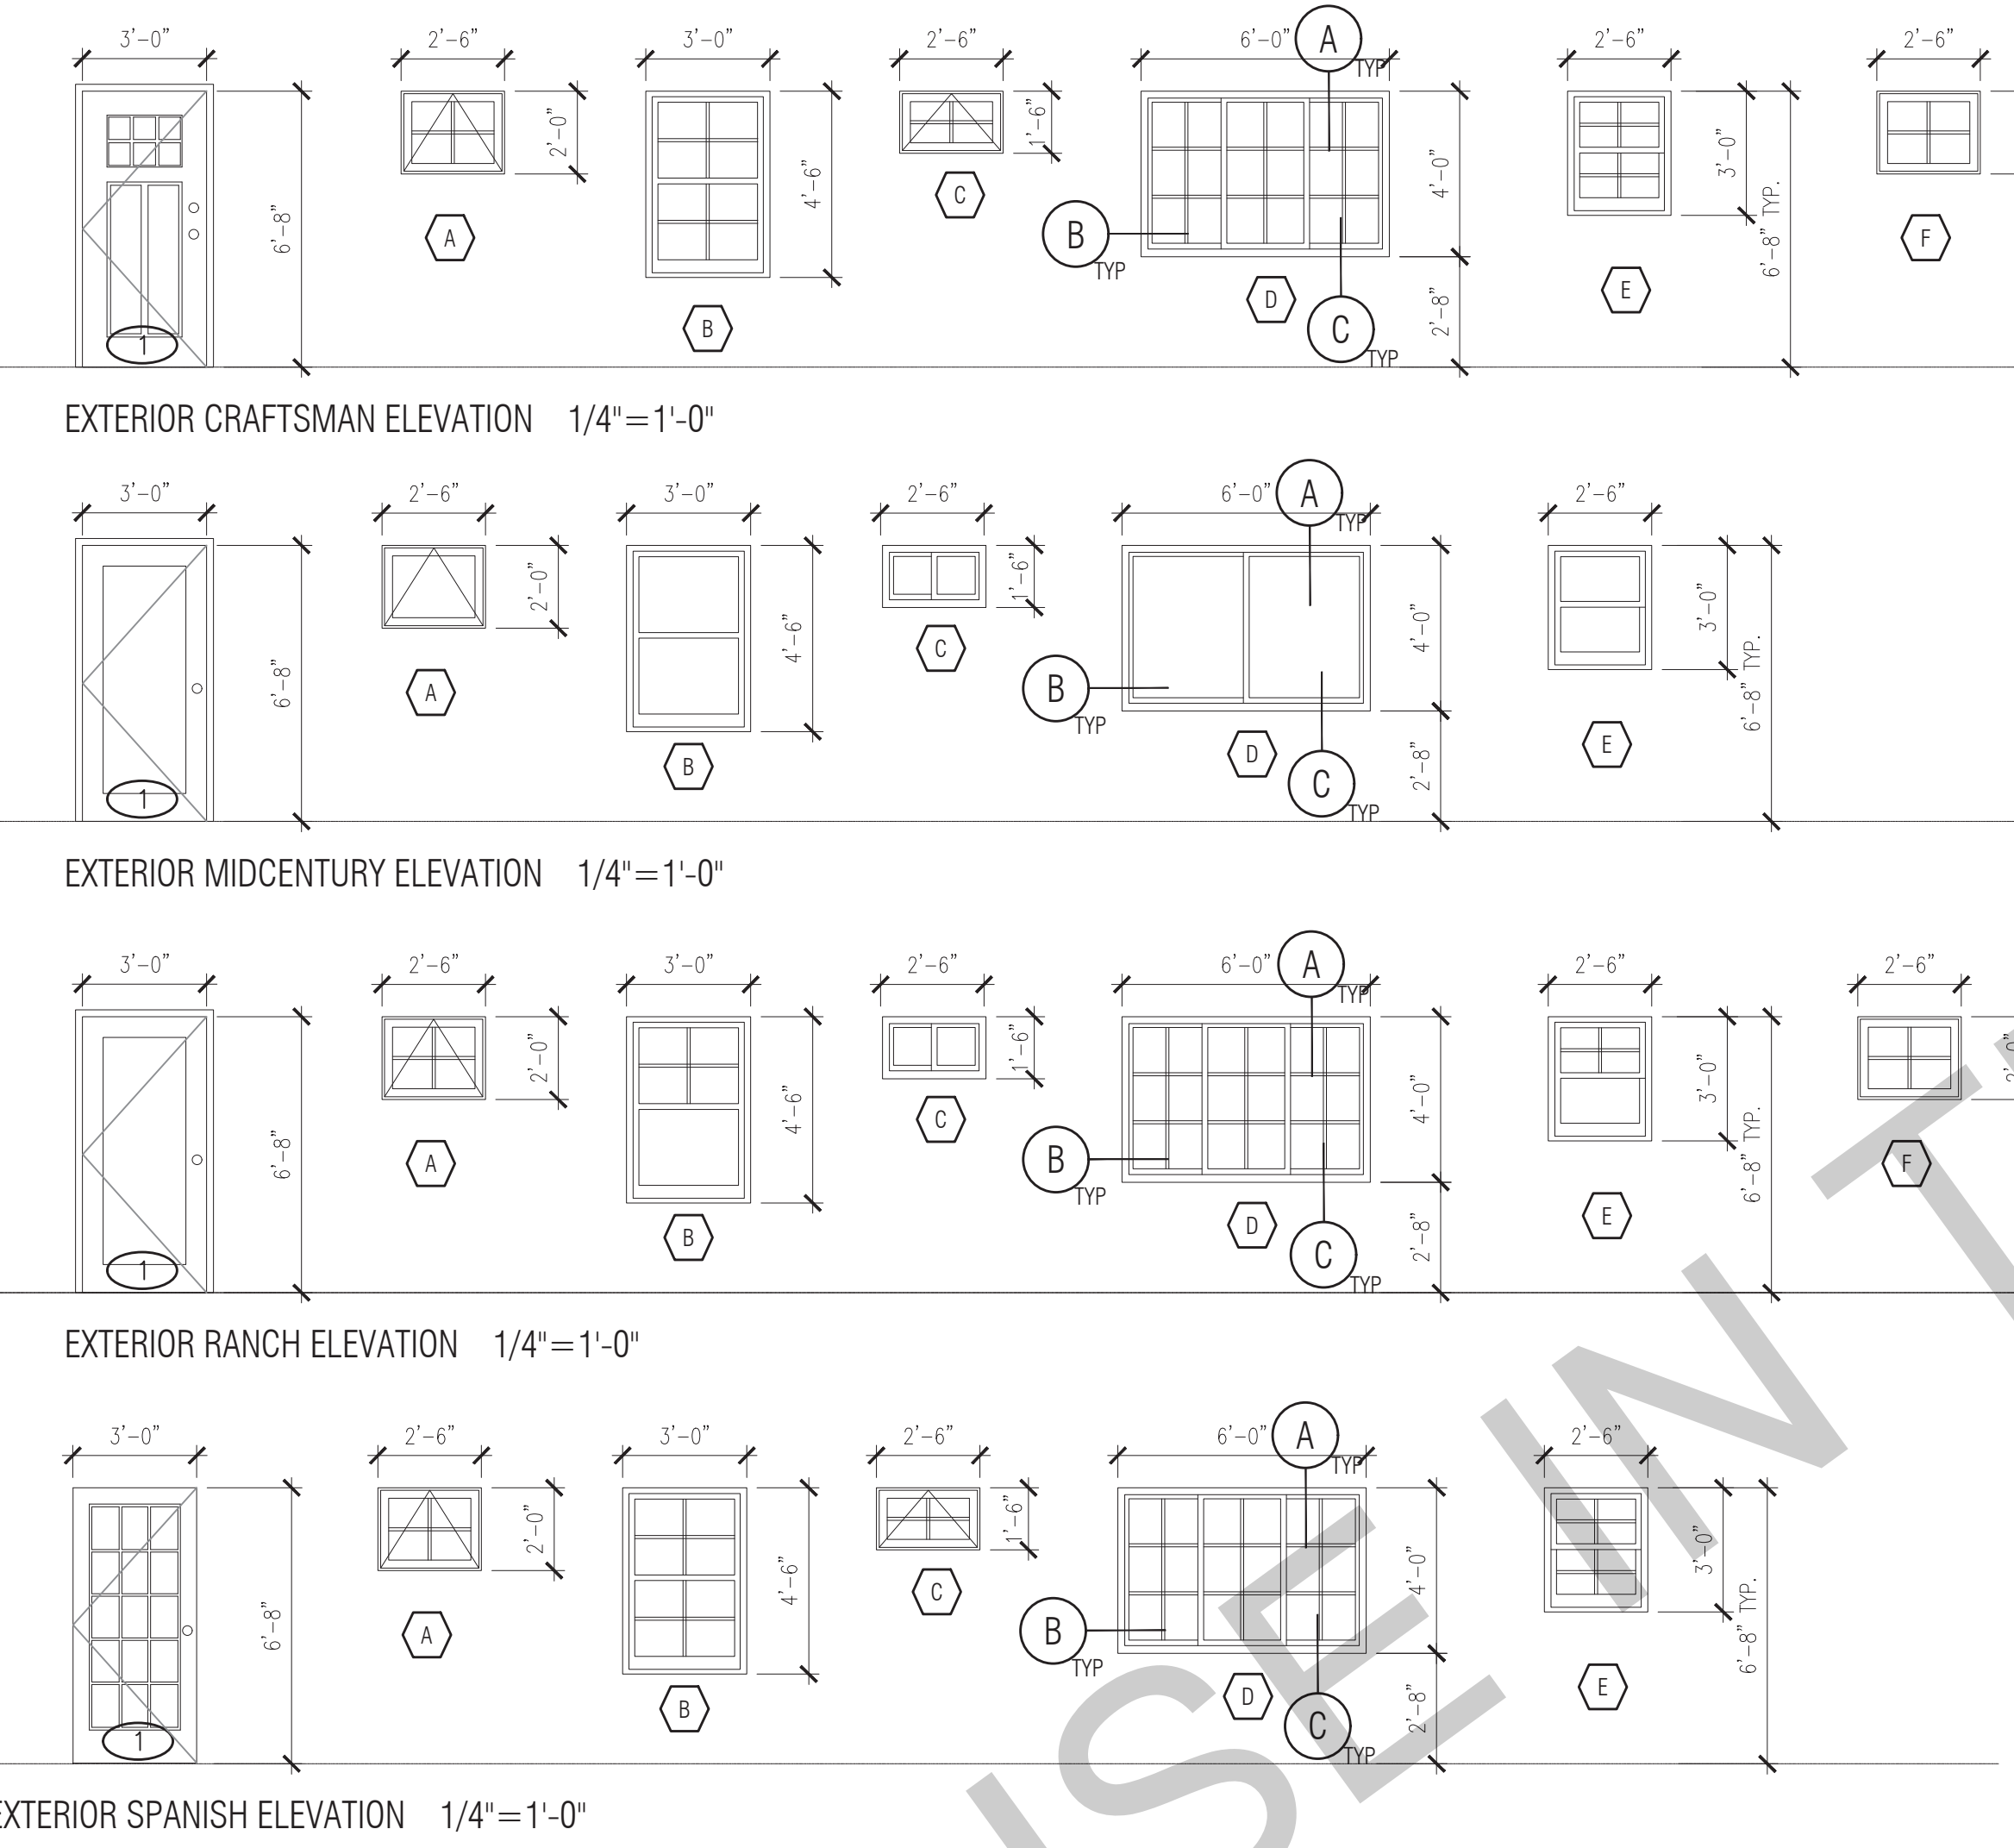 3'-0" 2'-6" 3'-0" 2'-6" 6'-0" A TYP 2'-6" 2'-6"
6'-8" 2'-0" 4'-6" 1'-6" 4'-0" 3'-0" 6'-8" TYP.
A C B TYP E F
1 B D C TYP 2'-8"
EXTERIOR CRAFTSMAN ELEVATION 1/4"=1'-0"
3'-0" 2'-6" 3'-0" 2'-6" 6'-0" A TYP 2'-6"
6'-8" 2'-0" 4'-6" 1'-6" 4'-0" 3'-0" 6'-8" TYP.
A C B TYP E
1 B D C TYP 2'-8"
EXTERIOR MIDCENTURY ELEVATION 1/4"=1'-0"
3'-0" 2'-6" 3'-0" 2'-6" 6'-0" A TYP 2'-6" 2'-6"
6'-8" 2'-0" 4'-6" 1'-6" 4'-0" 3'-0" 6'-8" TYP. 2'-0"
A C B TYP E F
1 B D C TYP 2'-8"
EXTERIOR RANCH ELEVATION 1/4"=1'-0"
3'-0" 2'-6" 3'-0" 2'-6" 6'-0" A TYP 2'-6"
6'-8" 2'-0" 4'-6" 1'-6" 4'-0" 3'-0" 6'-8" TYP.
A C B TYP E
1 B D C TYP 2'-8"
EXTERIOR SPANISH ELEVATION 1/4"=1'-0"
SE IN T